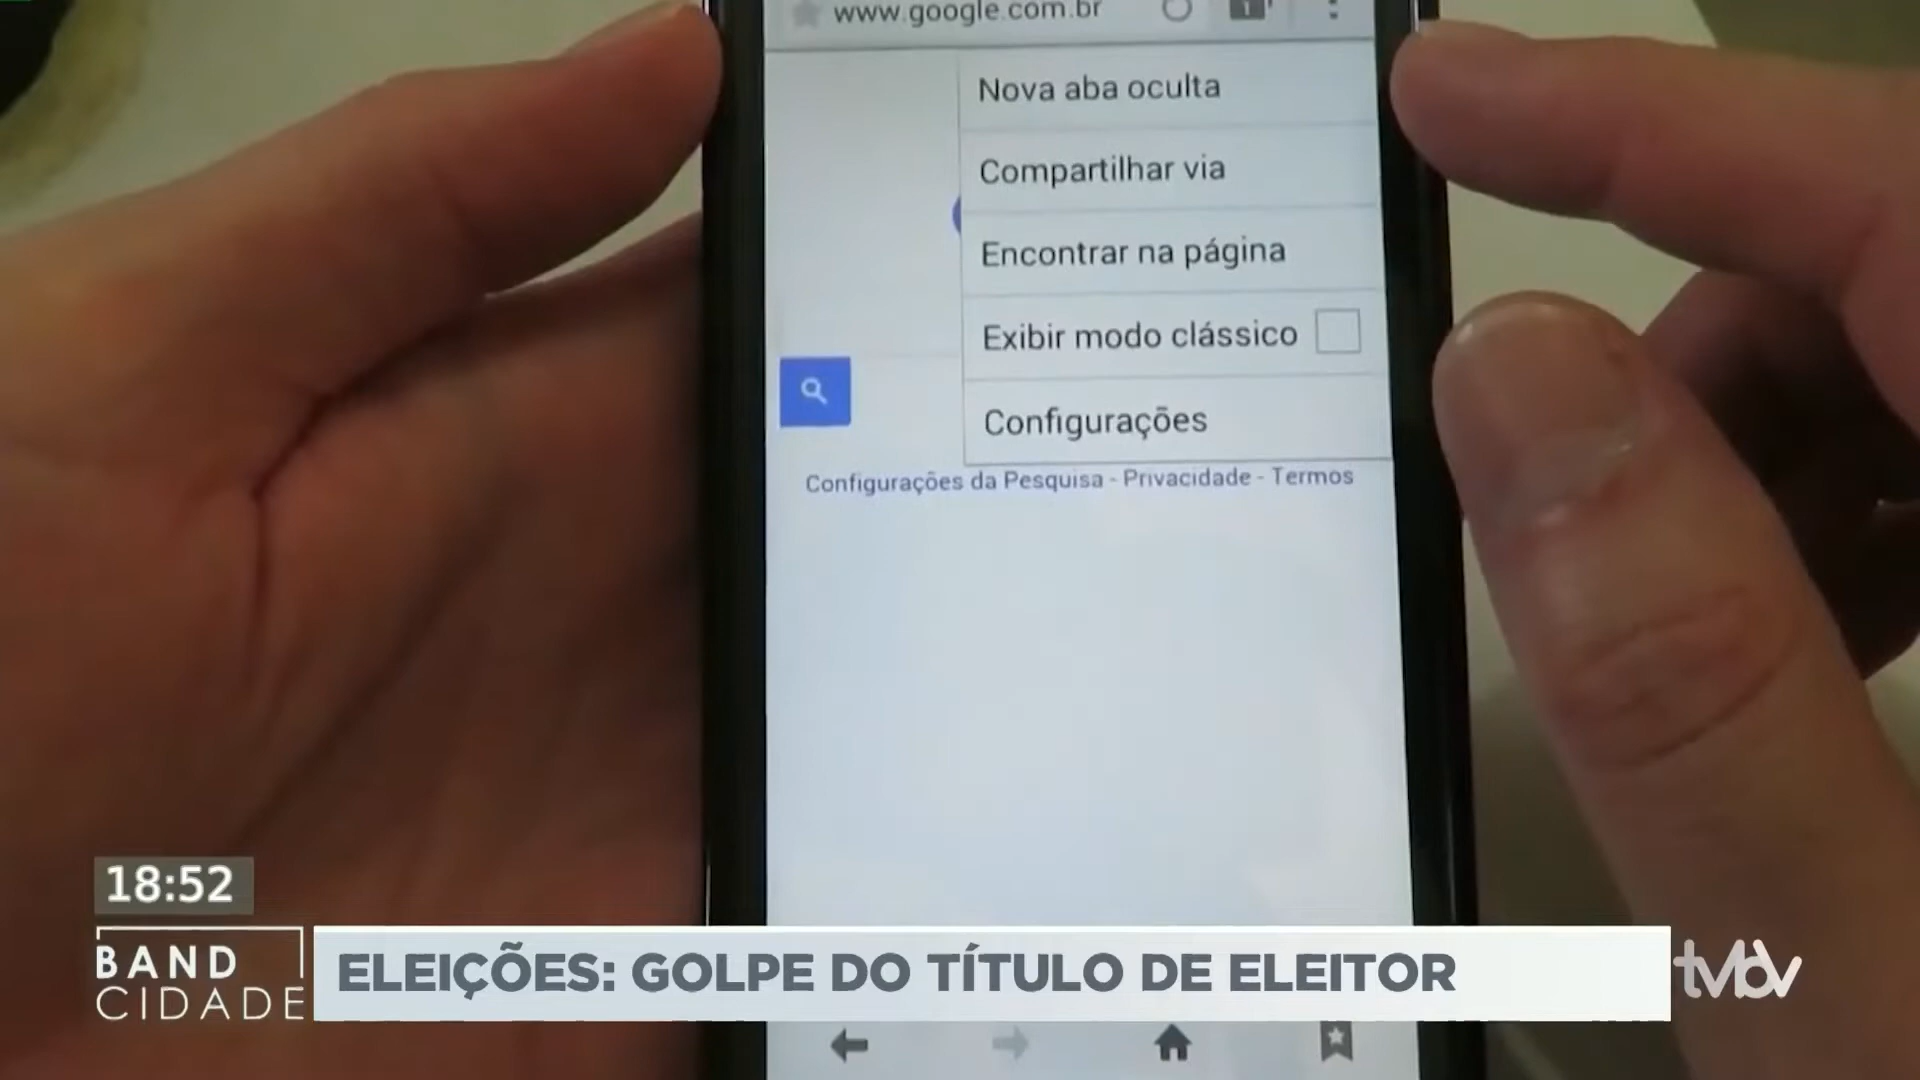 www.google.com.br
1
Nova aba oculta
Compartilhar via
Encontrar na página
Exibir modo clássico
Configurações
Configurações da Pesquisa - Privacidade - Termos
18:52
BAND
CIDADE
ELEIÇÕES: GOLPE DO TÍTULO DE ELEITOR
tvbv